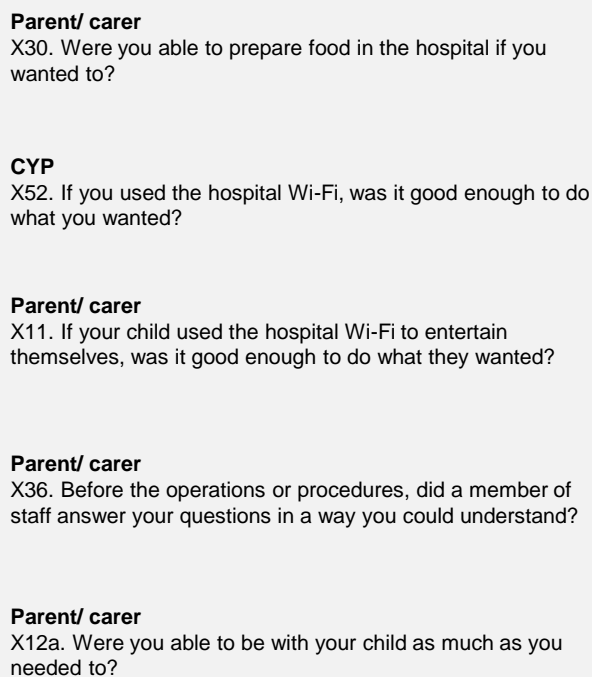 Parent/ carer
X30. Were you able to prepare food in the hospital if you
wanted to?
CYP
X52. If you used the hospital Wi-Fi, was it good enough to do
what you wanted?
Parent/ carer
X11. If your child used the hospital Wi-Fi to entertain
themselves, was it good enough to do what they wanted?
Parent/ carer
X36. Before the operations or procedures, did a member of
staff answer your questions in a way you could understand?
Parent/ carer
X12a. Were you able to be with your child as much as you
needed to?